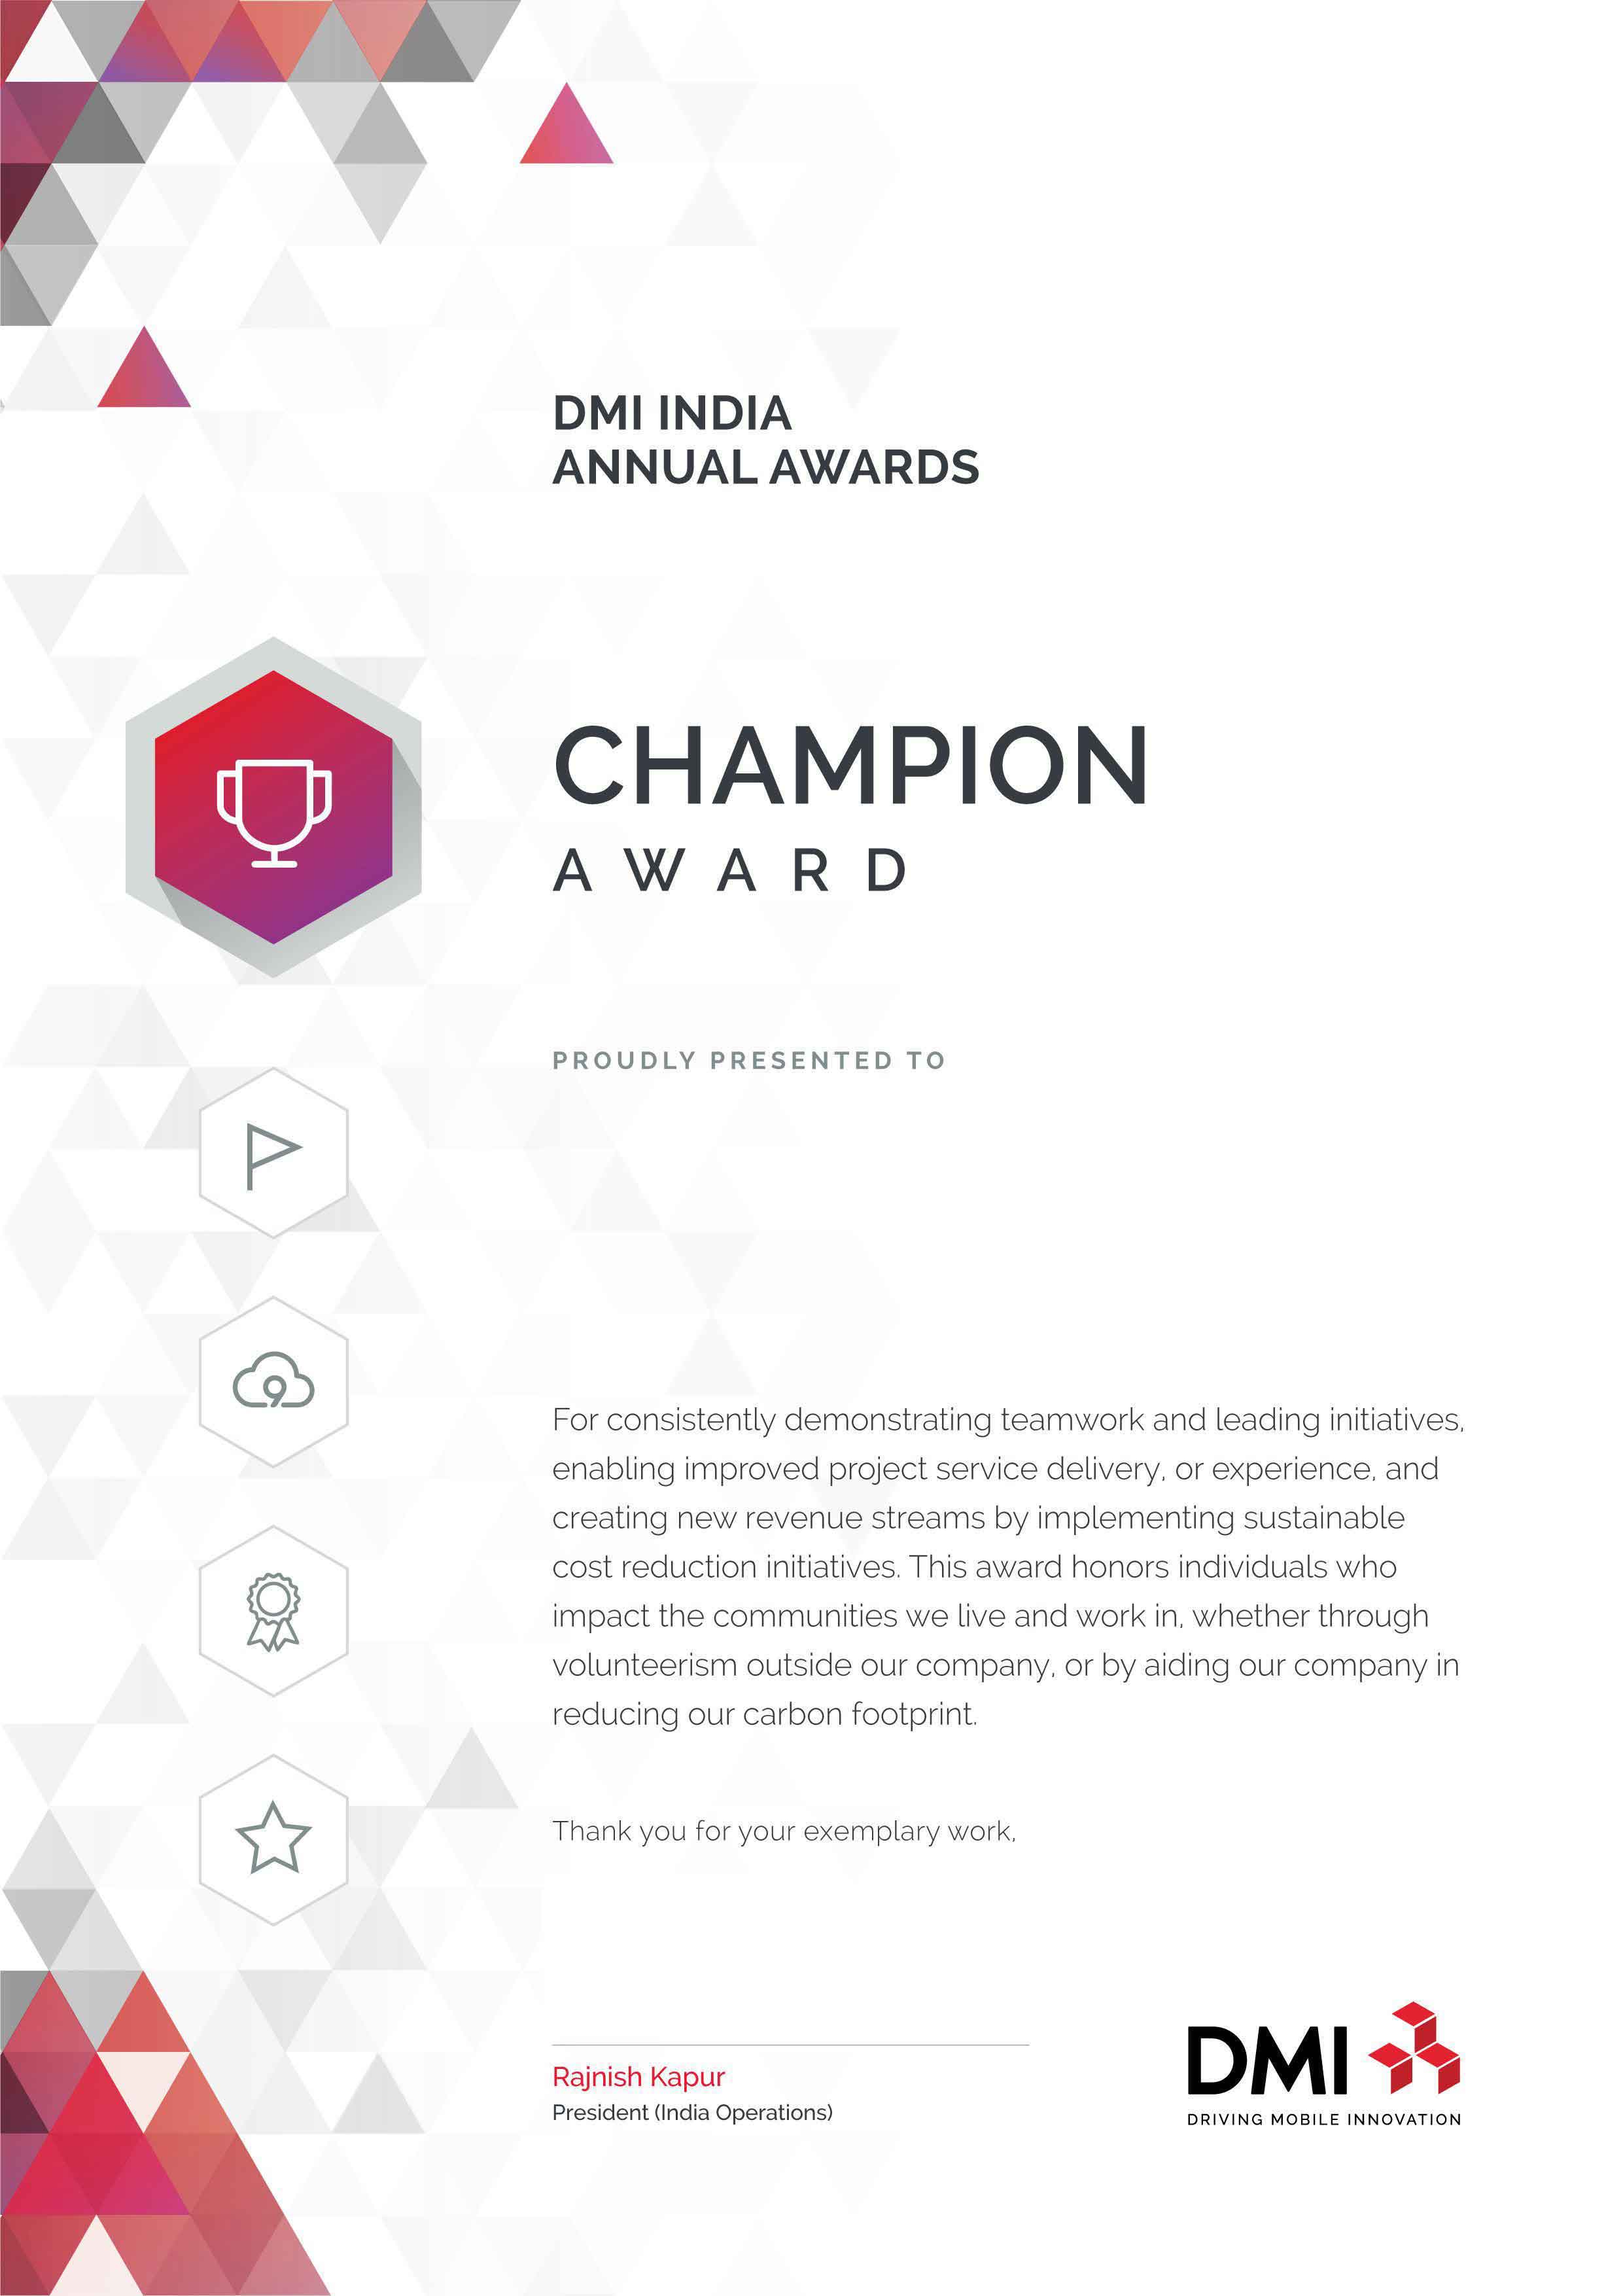 DMI INDIA
ANNUAL AWARDS
CHAMPION
AWARD
PROUDLY PRESENTED TO
For consistently demonstrating teamwork and leading initiatives,
enabling improved project service delivery, or experience, and
creating new revenue streams by implementing sustainable
cost reduction initiatives. This award honors individuals who
impact the communities we live and work in, whether through
volunteerism outside our company, or by aiding our company in
reducing our carbon footprint.
Thank you for your exemplary work,
Rajnish Kapur
President (India Operations)
DMI
DRIVING MOBILE INNOVATION